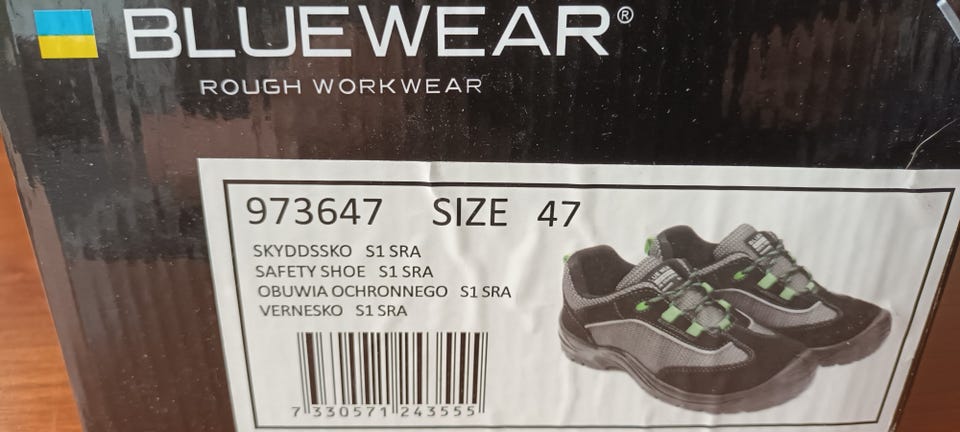 BLUEWEAR®
ROUGH WORKWEAR
973647 SIZE 47
SKYDDSSKO S1 SRA
SAFETY SHOE S1 SRA
OBUWIA OCHRONNEGO S1 SRA
VERNESKO S1 SRA
7 330571 243555